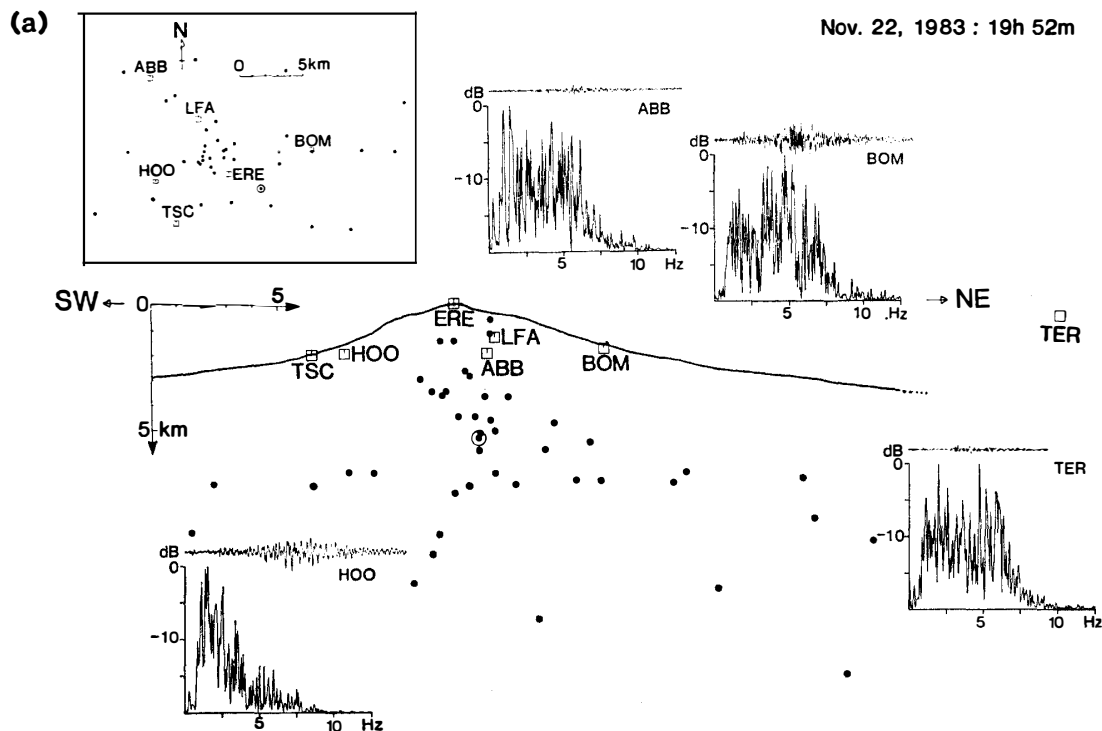 (a)
Nov. 22, 1983 : 19h 52m
N
0 5km
ABB
LFA
BOM
HOO
ERE
TSC
dB
ABB
0
-10
5 10 Hz
dB
BOM
0
-10
5 10 .Hz
SW ← 0 5
→ NE
ERE
LFA
TER
TSC HOO ABB BOM
5 km
dB
TER
0
-10
5 10 Hz
dB
HOO
0
-10
5 10 Hz